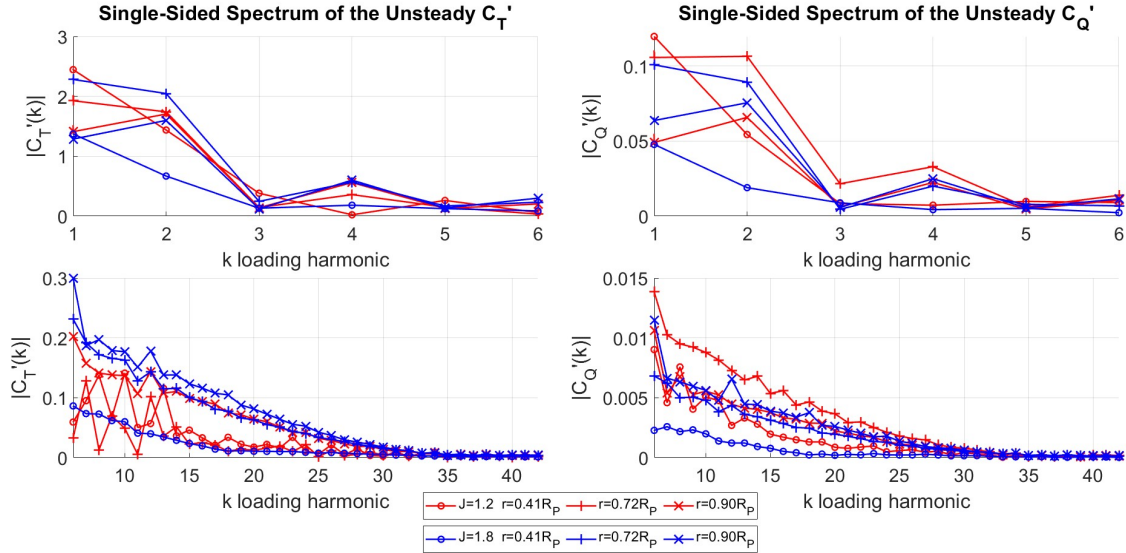 Single-Sided Spectrum of the Unsteady C_T'
Single-Sided Spectrum of the Unsteady C_Q'
|C_T'(k)|
3
2
1
0
1 2 3 4 5 6
k loading harmonic
|C_Q'(k)|
0.1
0.05
0
1 2 3 4 5 6
k loading harmonic
|C_T'(k)|
0.3
0.2
0.1
0
10 15 20 25 30 35 40
k loading harmonic
|C_Q'(k)|
0.015
0.01
0.005
0
10 15 20 25 30 35 40
k loading harmonic
J=1.2 r=0.41R_P r=0.72R_P r=0.90R_P
J=1.8 r=0.41R_P r=0.72R_P r=0.90R_P